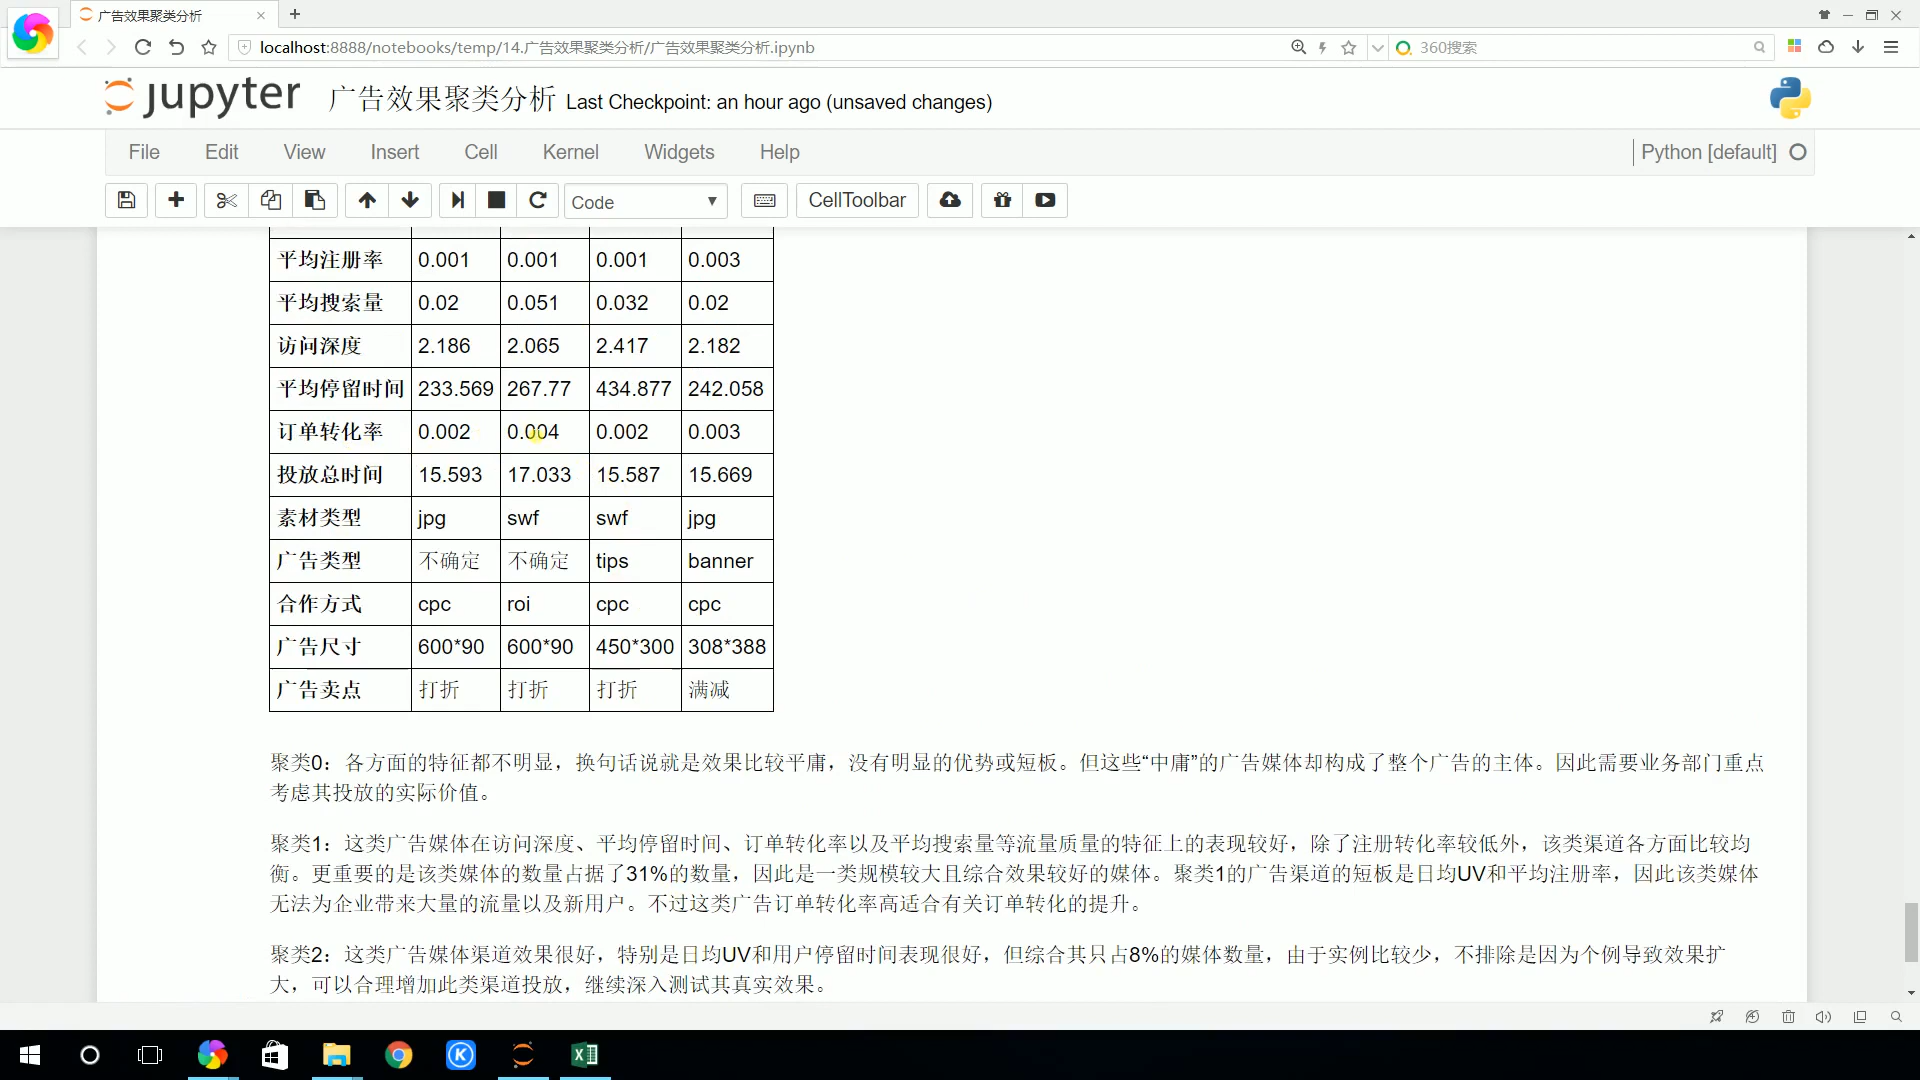 广告效果聚类分析
localhost:8888/notebooks/temp/14.广告效果聚类分析/广告效果聚类分析.ipynb
360搜索
jupyter 广告效果聚类分析 Last Checkpoint: an hour ago (unsaved changes)
File Edit View Insert Cell Kernel Widgets Help Python [default]
Code CellToolbar
平均注册率 0.001 0.001 0.001 0.003
平均搜索量 0.02 0.051 0.032 0.02
访问深度 2.186 2.065 2.417 2.182
平均停留时间 233.569 267.77 434.877 242.058
订单转化率 0.002 0.004 0.002 0.003
投放总时间 15.593 17.033 15.587 15.669
素材类型 jpg swf swf jpg
广告类型 不确定 不确定 tips banner
合作方式 cpc roi cpc cpc
广告尺寸 600*90 600*90 450*300 308*388
广告卖点 打折 打折 打折 满减
聚类0：各方面的特征都不明显，换句话说就是效果比较平庸，没有明显的优势或短板。但这些“中庸”的广告媒体却构成了整个广告的主体。因此需要业务部门重点
考虑其投放的实际价值。
聚类1：这类广告媒体在访问深度、平均停留时间、订单转化率以及平均搜索量等流量质量的特征上的表现较好，除了注册转化率较低外，该类渠道各方面比较均
衡。更重要的是该类媒体的数量占据了31%的数量，因此是一类规模较大且综合效果较好的媒体。聚类1的广告渠道的短板是日均UV和平均注册率，因此该类媒体
无法为企业带来大量的流量以及新用户。不过这类广告订单转化率高适合有关订单转化的提升。
聚类2：这类广告媒体渠道效果很好，特别是日均UV和用户停留时间表现很好，但综合其只占8%的媒体数量，由于实例比较少，不排除是因为个例导致效果扩
大，可以合理增加此类渠道投放，继续深入测试其真实效果。